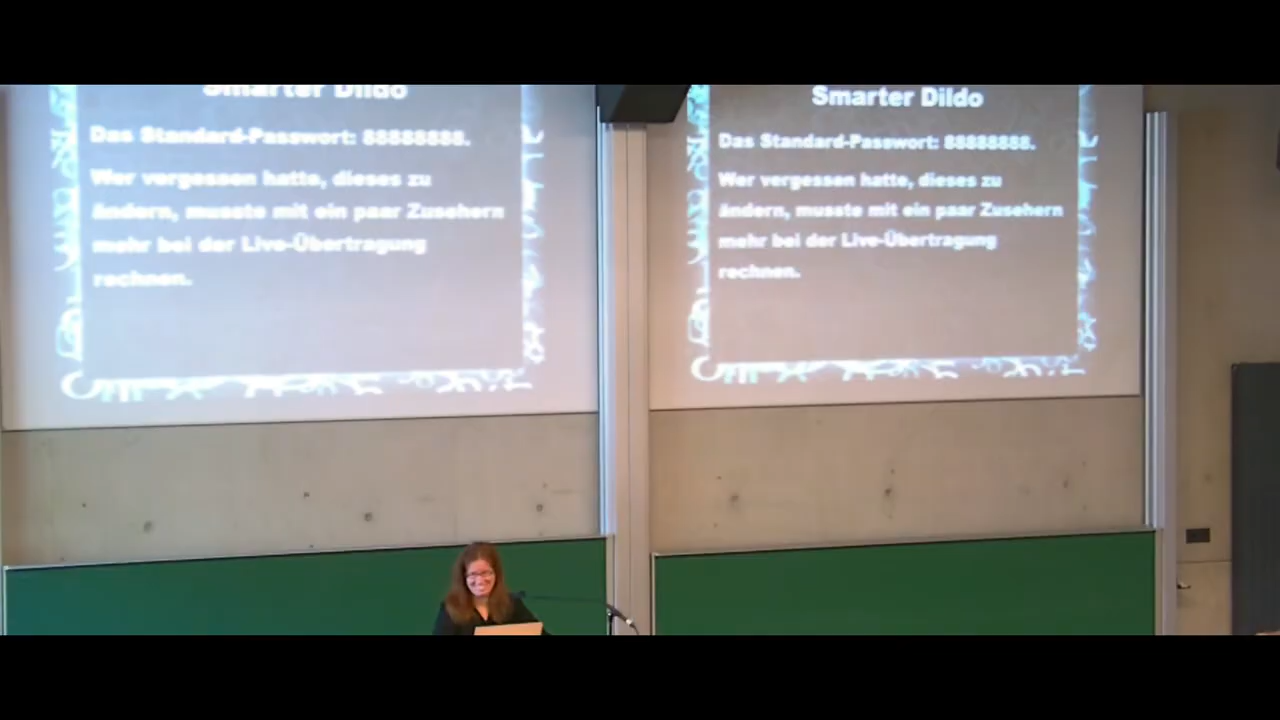 Smarter Dildo
Das Standard-Passwort: 88888888.
Wer vergessen hatte, dieses zu
ändern, musste mit ein paar Zusehern
mehr bei der Live-Übertragung
rechnen.
Smarter Dildo
Das Standard-Passwort: 88888888.
Wer vergessen hatte, dieses zu
ändern, musste mit ein paar Zusehern
mehr bei der Live-Übertragung
rechnen.